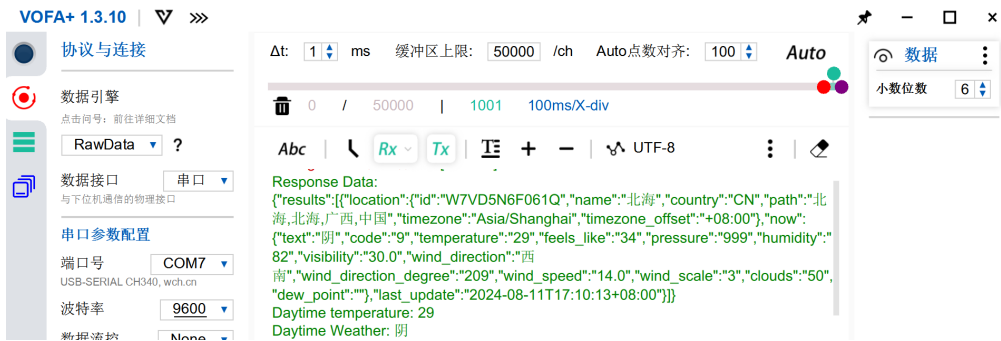 VOFA+ 1.3.10
协议与连接
数据引擎
点击问号：前往详细文档
RawData ?
数据接口 串口
与下位机通信的物理接口
串口参数配置
端口号 COM7
USB-SERIAL CH340, wch.cn
波特率 9600
数据流控 None
Δt: 1 ms 缓冲区上限: 50000 /ch Auto点数对齐: 100 Auto
0 / 50000 | 1001 100ms/X-div
Abc Rx Tx T + − UTF-8
Response Data:
{"results":[{"location":{"id":"W7VD5N6F061Q","name":"北海","country":"CN","path":"北
海,北海,广西,中国","timezone":"Asia/Shanghai","timezone_offset":"+08:00"},"now":
{"text":"阴","code":"9","temperature":"29","feels_like":"34","pressure":"999","humidity":"
82","visibility":"30.0","wind_direction":"西
南","wind_direction_degree":"209","wind_speed":"14.0","wind_scale":"3","clouds":"50",
"dew_point":""},"last_update":"2024-08-11T17:10:13+08:00"}]}
Daytime temperature: 29
Daytime Weather: 阴
数据
小数位数 6